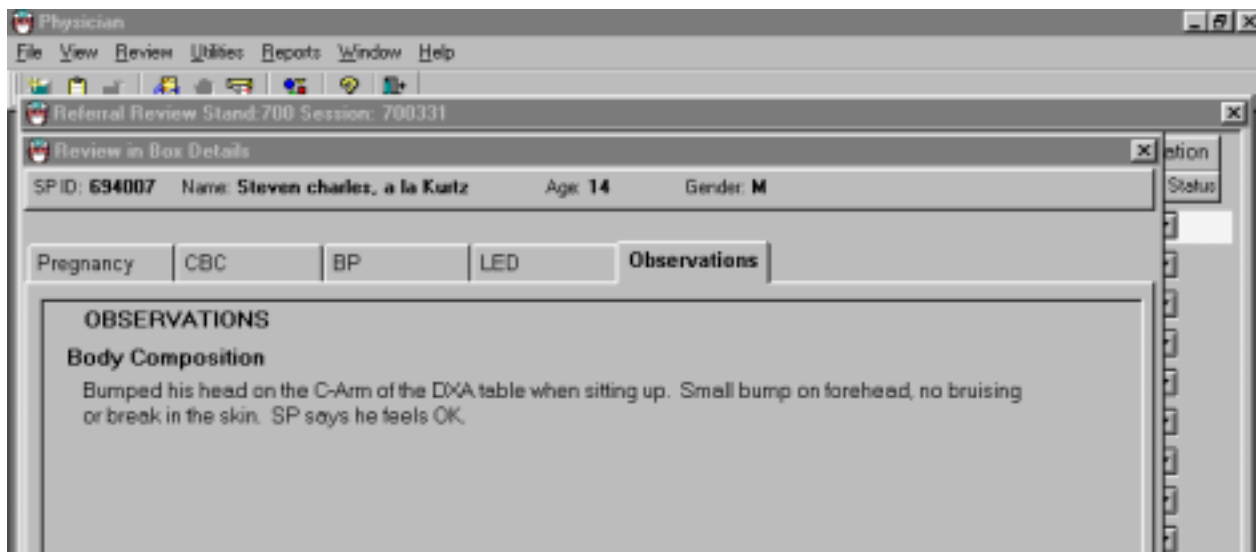 Physician
File View Review Utilities Reports Window Help
Referral Review Stand:700 Session: 700331
Review in Box Details
etion
SP ID: 694007 Name: Steven charles, a la Kurtz Age: 14 Gender: M
Status
Pregnancy CBC BP LED Observations
OBSERVATIONS
Body Composition
Bumped his head on the C-Arm of the DXA table when sitting up. Small bump on forehead, no bruising
or break in the skin. SP says he feels OK.